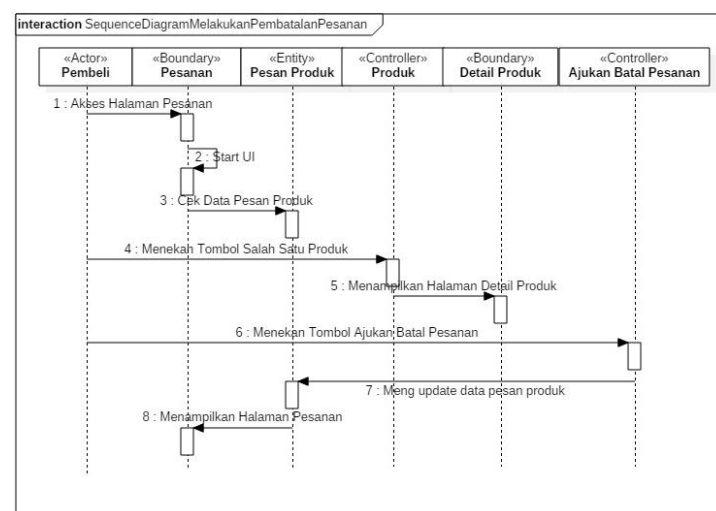 interaction SequenceDiagramMelakukanPembatalanPesanan
«Actor» «Boundary» «Entity» «Controller» «Boundary» «Controller»
Pembeli Pesanan Pesan Produk Produk Detail Produk Ajukan Batal Pesanan
1 : Akses Halaman Pesanan
2 : Start UI
3 : Cek Data Pesan Produk
4 : Menekan Tombol Salah Satu Produk
5 : Menampilkan Halaman Detail Produk
6 : Menekan Tombol Ajukan Batal Pesanan
7 : Meng update data pesan produk
8 : Menampilkan Halaman Pesanan